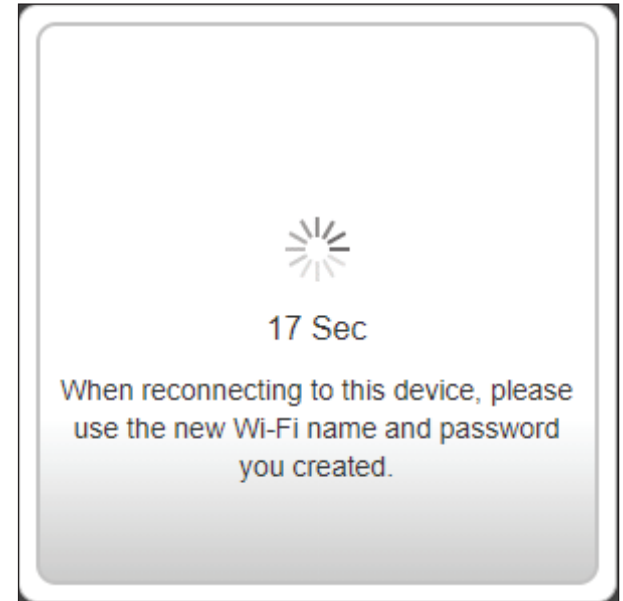 17 Sec
When reconnecting to this device, please
use the new Wi-Fi name and password
you created.